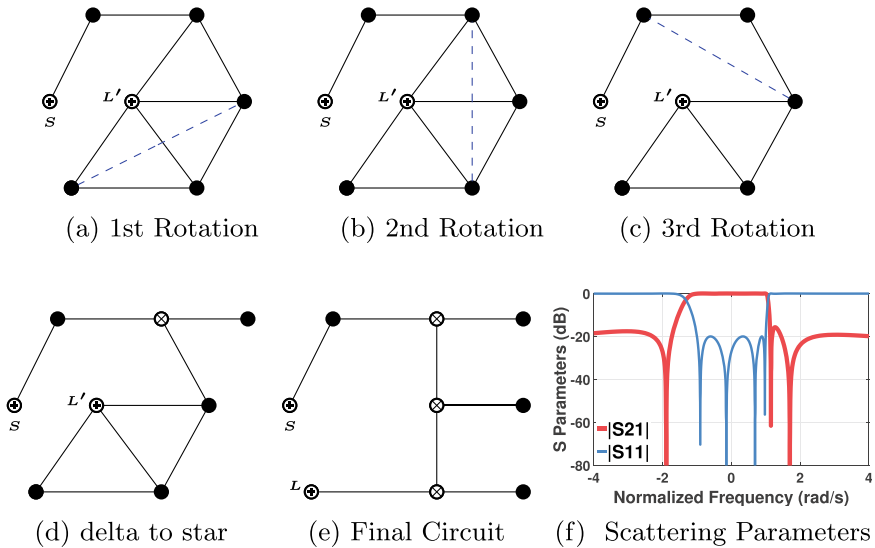 S
L′
(a) 1st Rotation
S
L′
(b) 2nd Rotation
S
L′
(c) 3rd Rotation
S
L′
(d) delta to star
S
L
(e) Final Circuit
S Parameters (dB)
0
-20
-40
-60
-80
|S21|
|S11|
-4 -2 0 2 4
Normalized Frequency (rad/s)
(f) Scattering Parameters